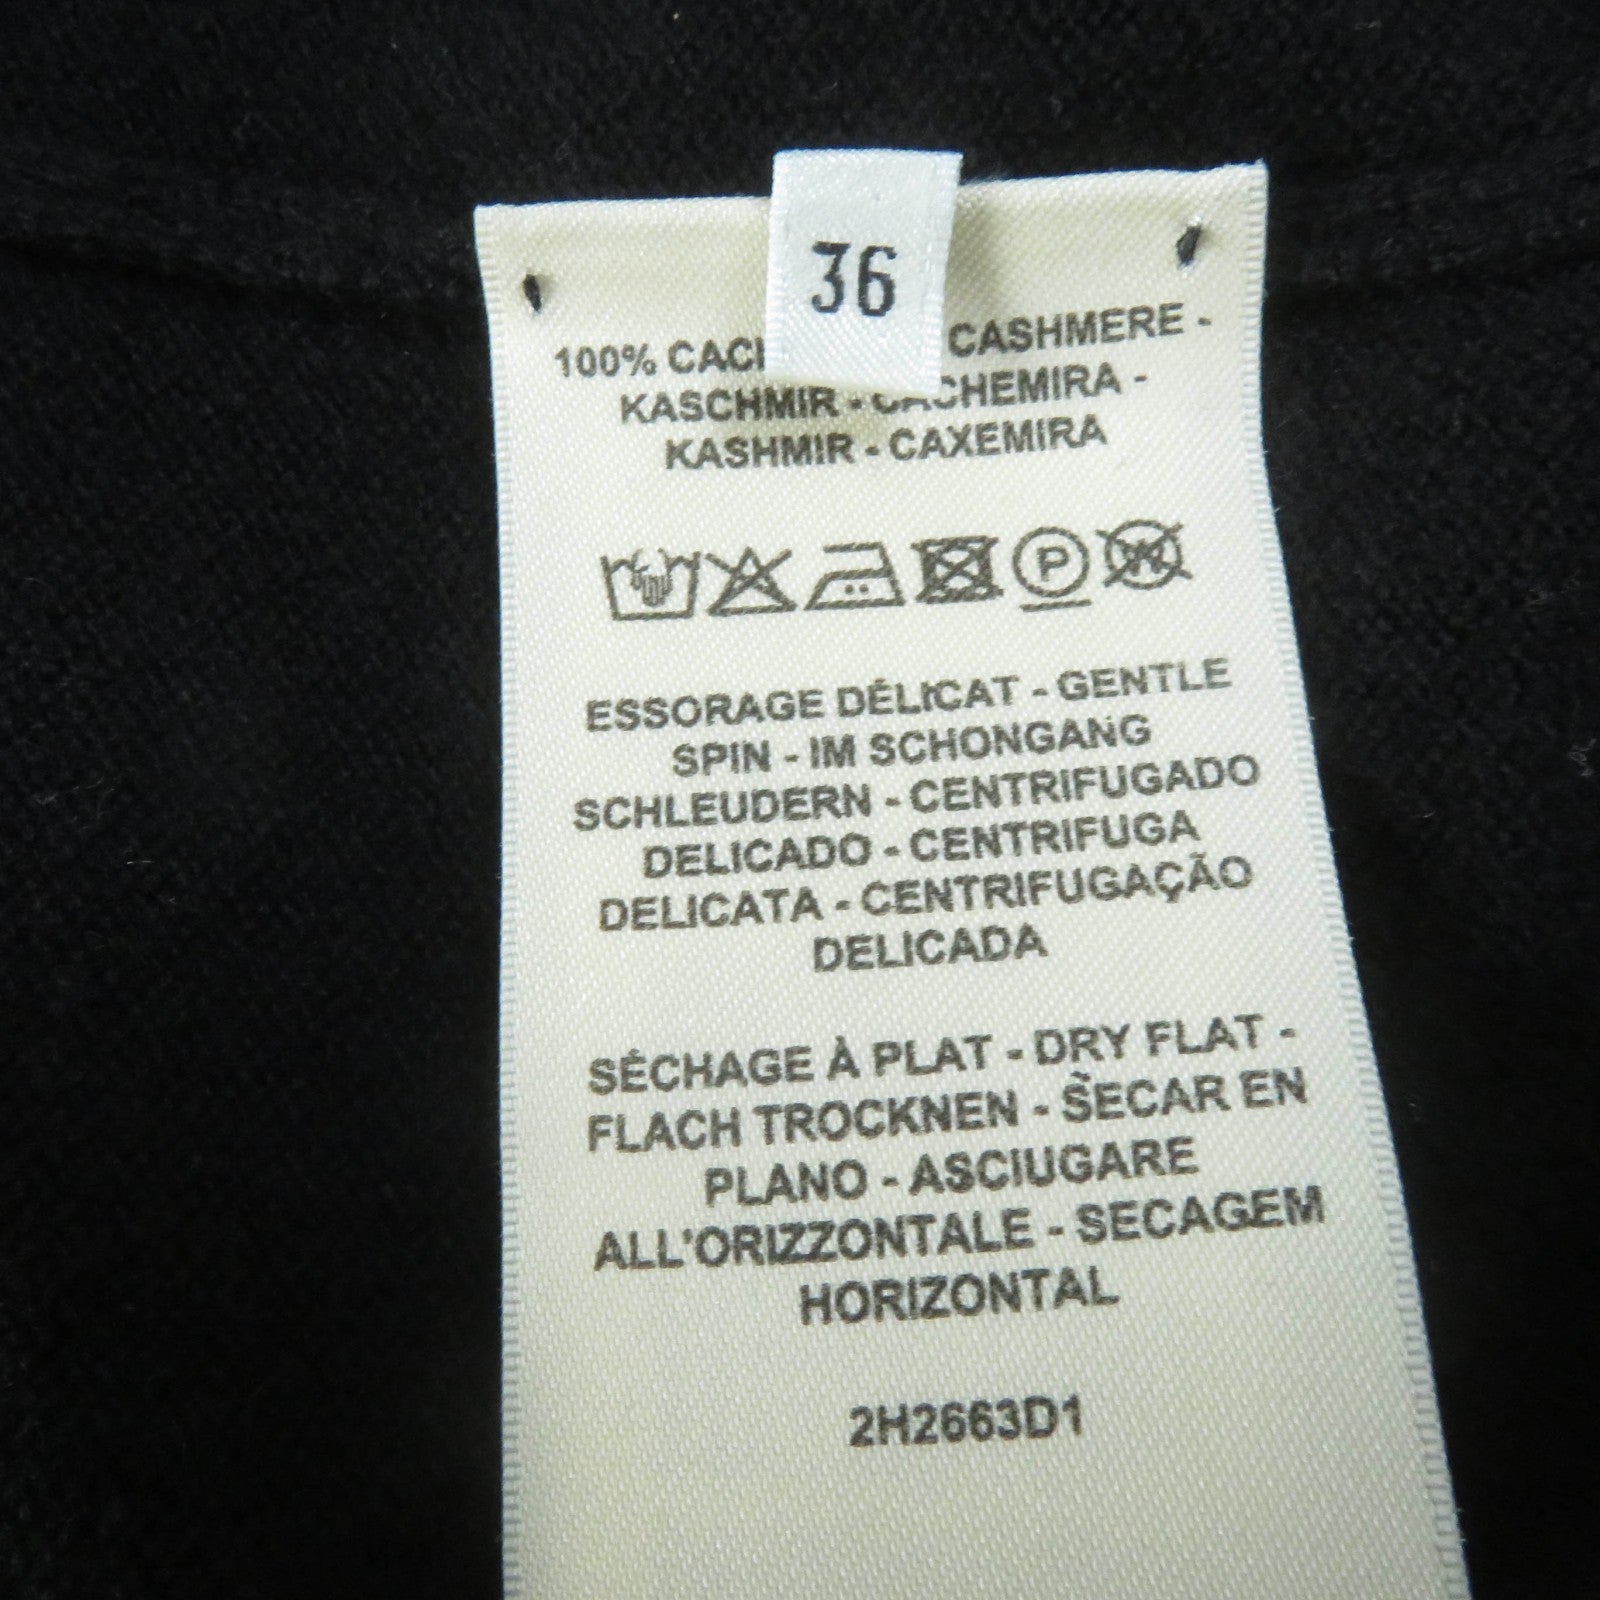 36
100% CASHMERE -
KASCHMIR - CACHEMIRA -
KASHMIR - CAXEMIRA
P
W
ESSORAGE DÉLICAT - GENTLE
SPIN - IM SCHONGANG
SCHLEUDERN - CENTRIFUGADO
DELICADO - CENTRIFUGA
DELICATA - CENTRIFUGAÇÃO
DELICADA
SÉCHAGE À PLAT - DRY FLAT -
FLACH TROCKNEN - SECAR EN
PLANO - ASCIUGARE
ALL'ORIZZONTALE - SECAGEM
HORIZONTAL
2H2663D1